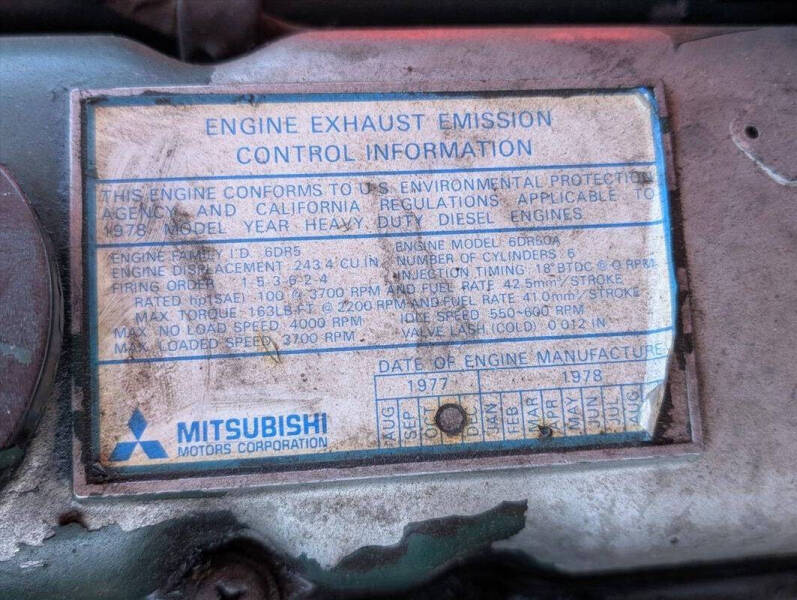 ENGINE EXHAUST EMISSION
CONTROL INFORMATION
THIS ENGINE CONFORMS TO U.S. ENVIRONMENTAL PROTECTION
AGENCY AND CALIFORNIA REGULATIONS APPLICABLE TO
1978 MODEL YEAR HEAVY DUTY DIESEL ENGINES
ENGINE FAMILY I.D. 6DR5 ENGINE MODEL 6DR50A
ENGINE DISPLACEMENT 243.4 CU IN. NUMBER OF CYLINDERS 6
FIRING ORDER 1-5-3-6-2-4 INJECTION TIMING 18°BTDC @ 0 RPM
RATED hp(SAE) 100 @ 3700 RPM AND FUEL RATE 42.5mm³/STROKE
MAX. TORQUE 163LB-FT. @ 2200 RPM AND FUEL RATE 41.0mm³/STROKE
MAX. NO LOAD SPEED 4000 RPM IDLE SPEED 550-600 RPM
MAX. LOADED SPEED 3700 RPM VALVE LASH (COLD) 0.012 IN
DATE OF ENGINE MANUFACTURE
1977 1978
AUG SEP OCT DEC JAN FEB MAR APR MAY JUN JUL AUG
MITSUBISHI
MOTORS CORPORATION